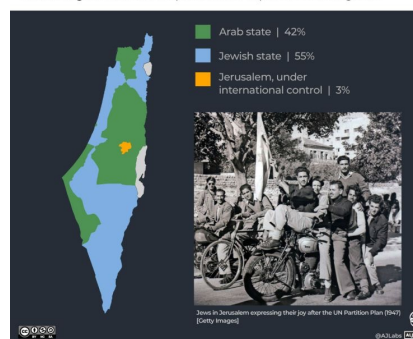 Arab state | 42%
Jewish state | 55%
Jerusalem, under
international control | 3%
Jews in Jerusalem expressing their joy after the UN Partition Plan (1947)
[Getty Images]
@AJLabs